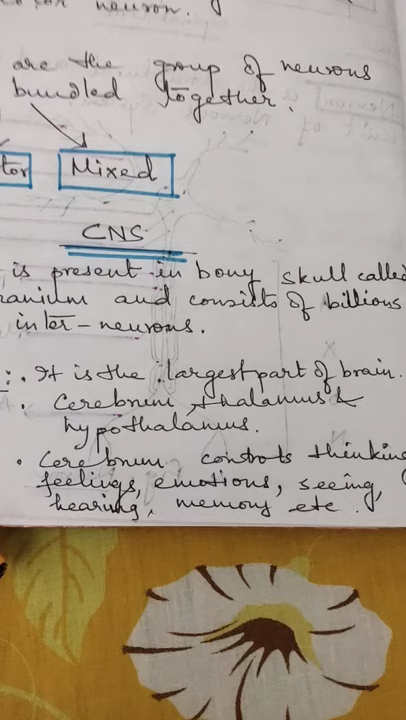 neuron.
are the group of neurons
bundled together.
tor Mixed
CNS
is present in bony skull called
ranium and consists of billions
inter-neurons.
: . It is the largest part of brain.
. Cerebrum, thalamus &
hypothalamus.
. Cerebrum controls thinking
feelings, emotions, seeing,
hearing, memory etc.